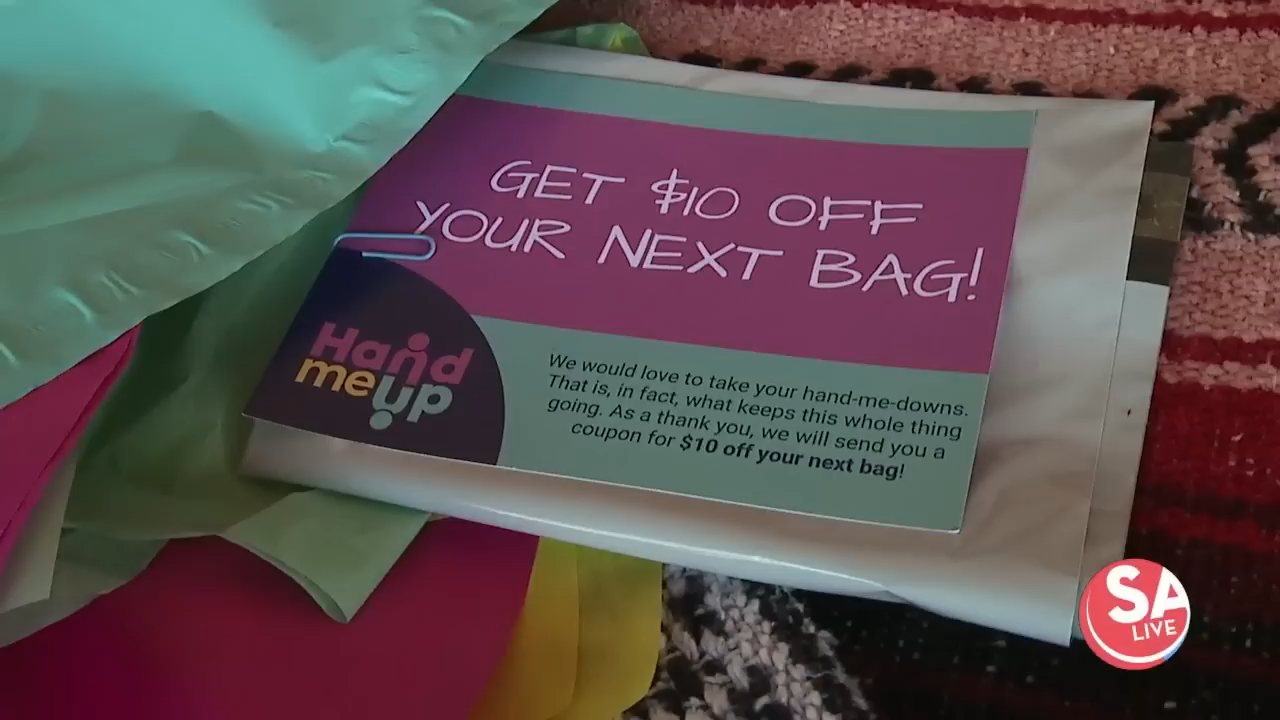 GET $10 OFF
YOUR NEXT BAG!
Hand
me up
We would love to take your hand-me-downs.
That is, in fact, what keeps this whole thing
going. As a thank you, we will send you a
coupon for $10 off your next bag!
SA
LIVE